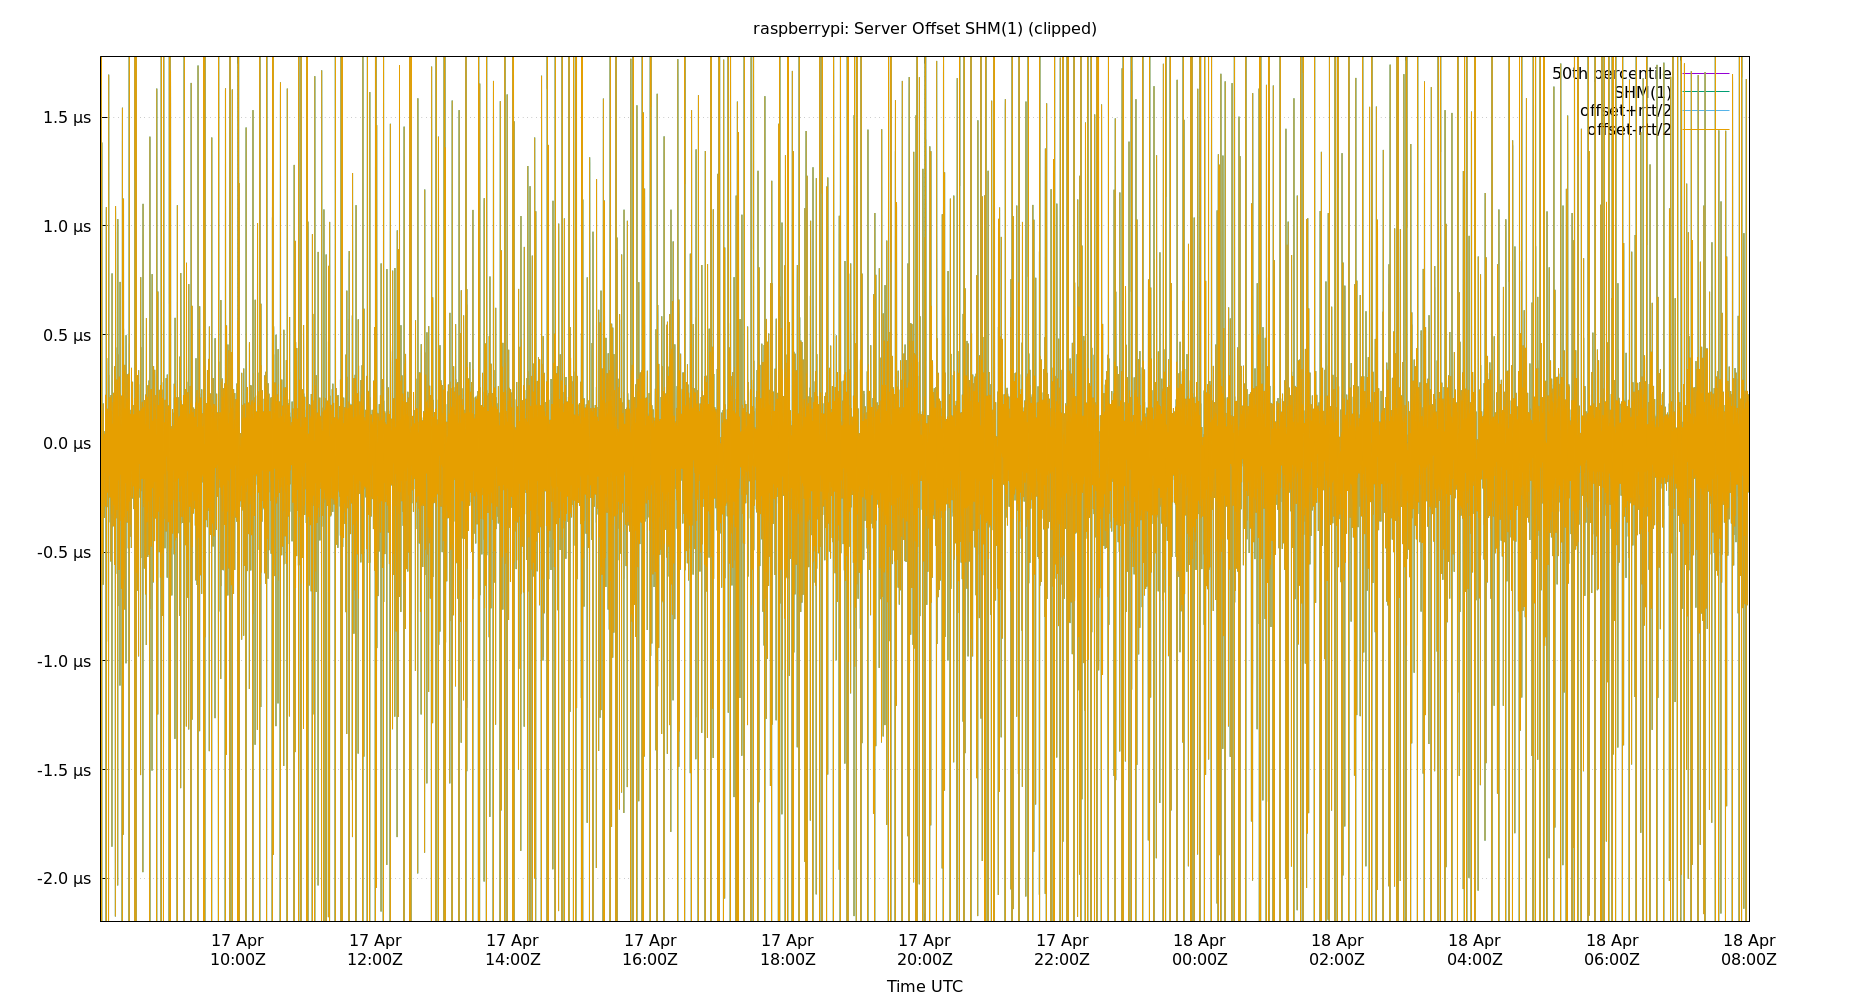 raspberrypi: Server Offset SHM(1) (clipped)
50th percentile
SHM(1)
offset+rtt/2
offset-rtt/2
1.5 µs
1.0 µs
0.5 µs
0.0 µs
-0.5 µs
-1.0 µs
-1.5 µs
-2.0 µs
17 Apr 17 Apr 17 Apr 17 Apr 17 Apr 17 Apr 17 Apr 18 Apr 18 Apr 18 Apr 18 Apr 18 Apr
10:00Z 12:00Z 14:00Z 16:00Z 18:00Z 20:00Z 22:00Z 00:00Z 02:00Z 04:00Z 06:00Z 08:00Z
Time UTC